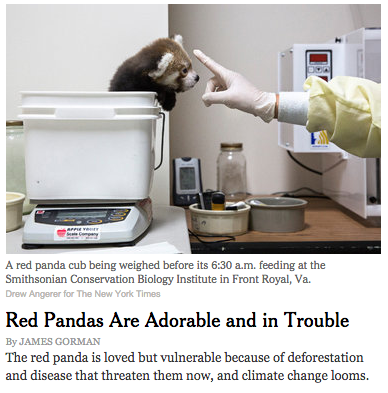 APPLE TRUST
Scale Company
A red panda cub being weighed before its 6:30 a.m. feeding at the
Smithsonian Conservation Biology Institute in Front Royal, Va.
Drew Angerer for The New York Times
Red Pandas Are Adorable and in Trouble
By JAMES GORMAN
The red panda is loved but vulnerable because of deforestation
and disease that threaten them now, and climate change looms.